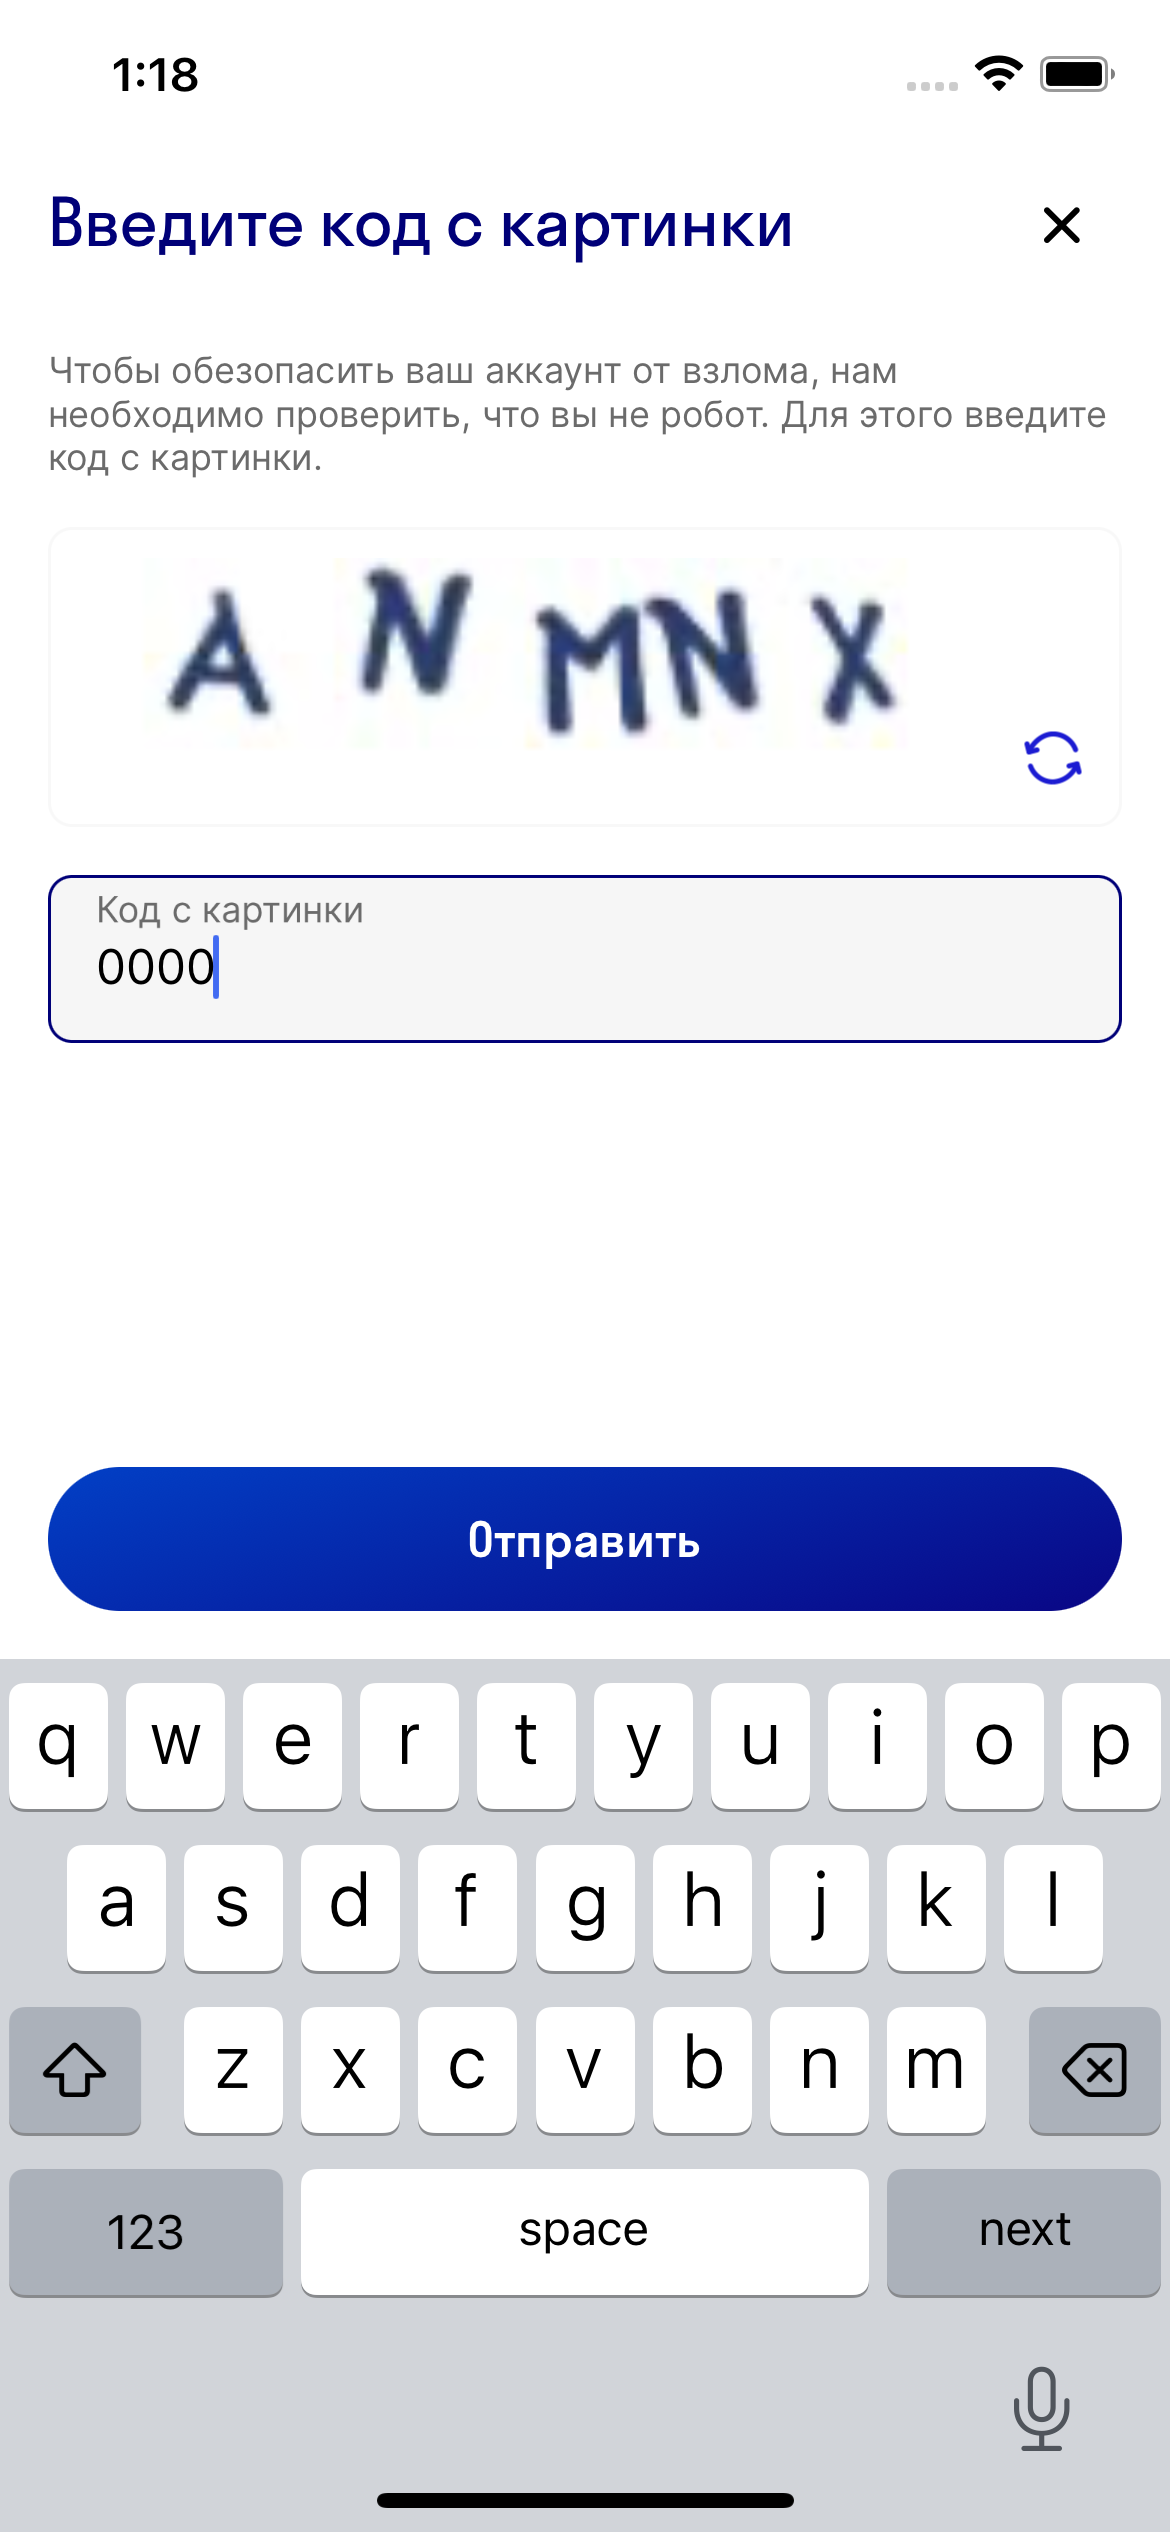 1:18
Введите код с картинки
Чтобы обезопасить ваш аккаунт от взлома, нам
необходимо проверить, что вы не робот. Для этого введите
код с картинки.
A N M N X
Код с картинки
0000
Отправить
q w e r t y u i o p
a s d f g h j k l
z x c v b n m
123 space next